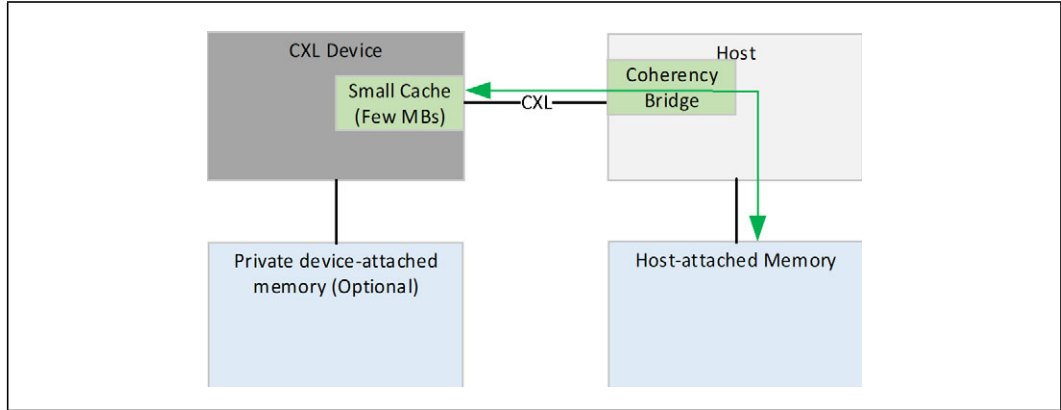 CXL Device
Small Cache
(Few MBs)
CXL
Host
Coherency
Bridge
Private device-attached
memory (Optional)
Host-attached Memory